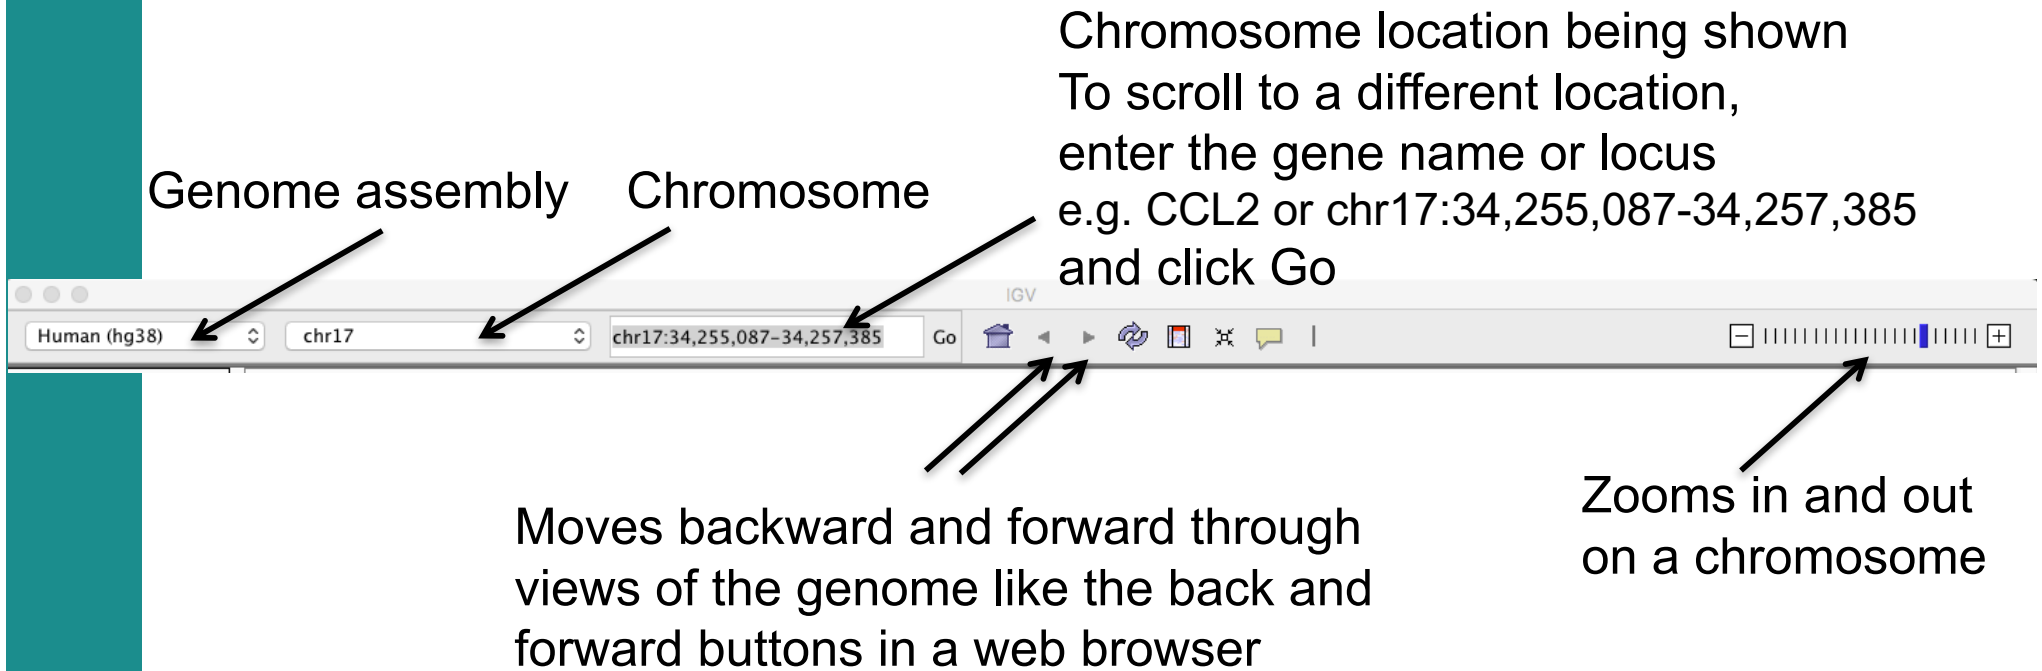 Chromosome location being shown
To scroll to a different location,
enter the gene name or locus
e.g. CCL2 or chr17:34,255,087-34,257,385
and click Go
Genome assembly
Chromosome
IGV
Human (hg38)
chr17
chr17:34,255,087-34,257,385
Go
Moves backward and forward through
views of the genome like the back and
forward buttons in a web browser
Zooms in and out
on a chromosome